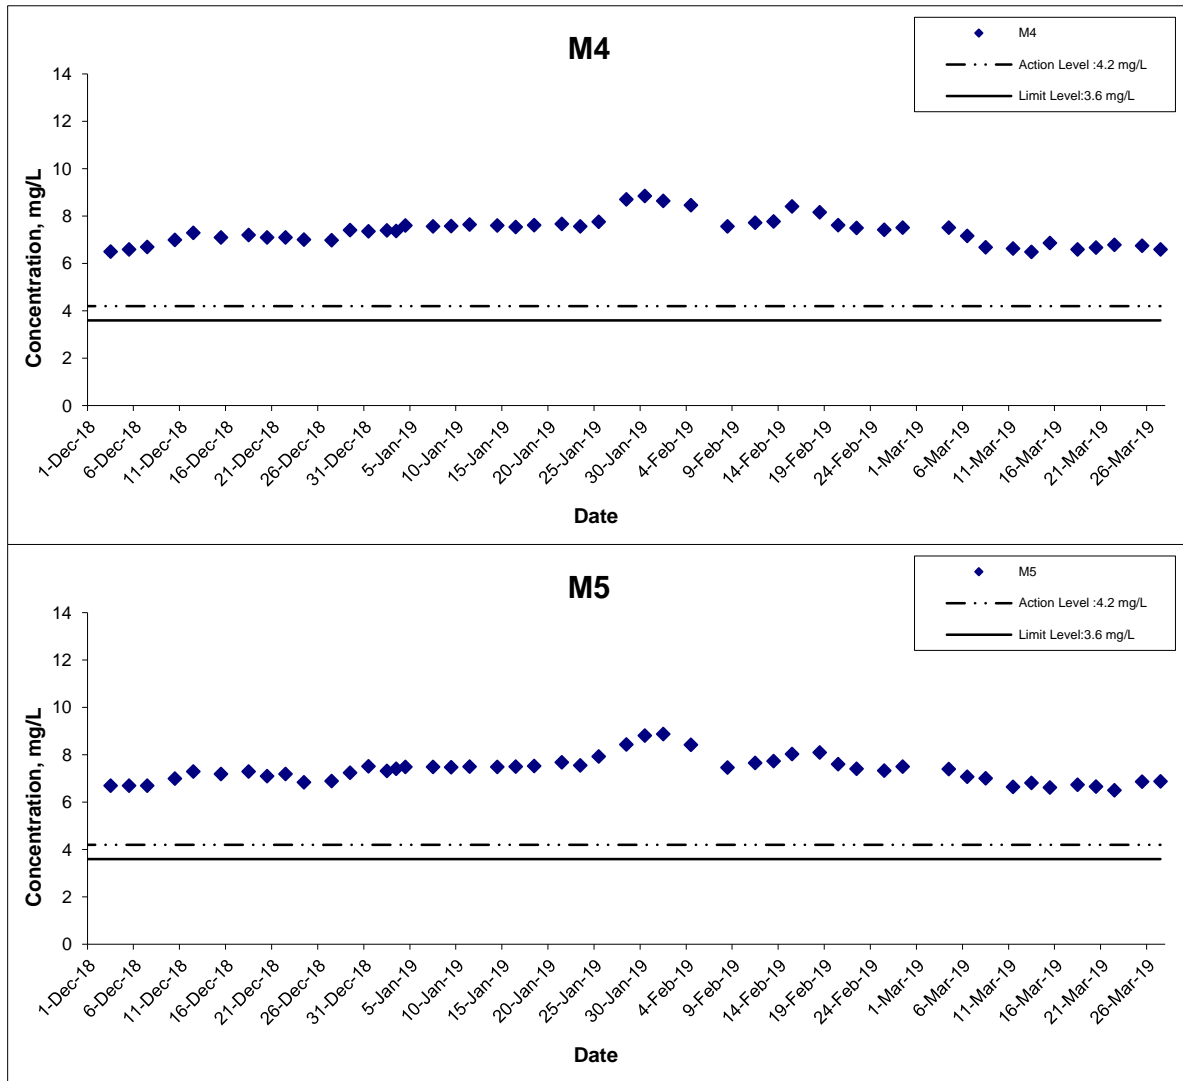 M4
M4
Action Level :4.2 mg/L
Limit Level:3.6 mg/L
Concentration, mg/L
14
12
10
8
6
4
2
0
1-Dec-18
6-Dec-18
11-Dec-18
16-Dec-18
21-Dec-18
26-Dec-18
31-Dec-18
5-Jan-19
10-Jan-19
15-Jan-19
20-Jan-19
25-Jan-19
30-Jan-19
4-Feb-19
9-Feb-19
14-Feb-19
19-Feb-19
24-Feb-19
1-Mar-19
6-Mar-19
11-Mar-19
16-Mar-19
21-Mar-19
26-Mar-19
Date
M5
M5
Action Level :4.2 mg/L
Limit Level:3.6 mg/L
Concentration, mg/L
14
12
10
8
6
4
2
0
1-Dec-18
6-Dec-18
11-Dec-18
16-Dec-18
21-Dec-18
26-Dec-18
31-Dec-18
5-Jan-19
10-Jan-19
15-Jan-19
20-Jan-19
25-Jan-19
30-Jan-19
4-Feb-19
9-Feb-19
14-Feb-19
19-Feb-19
24-Feb-19
1-Mar-19
6-Mar-19
11-Mar-19
16-Mar-19
21-Mar-19
26-Mar-19
Date